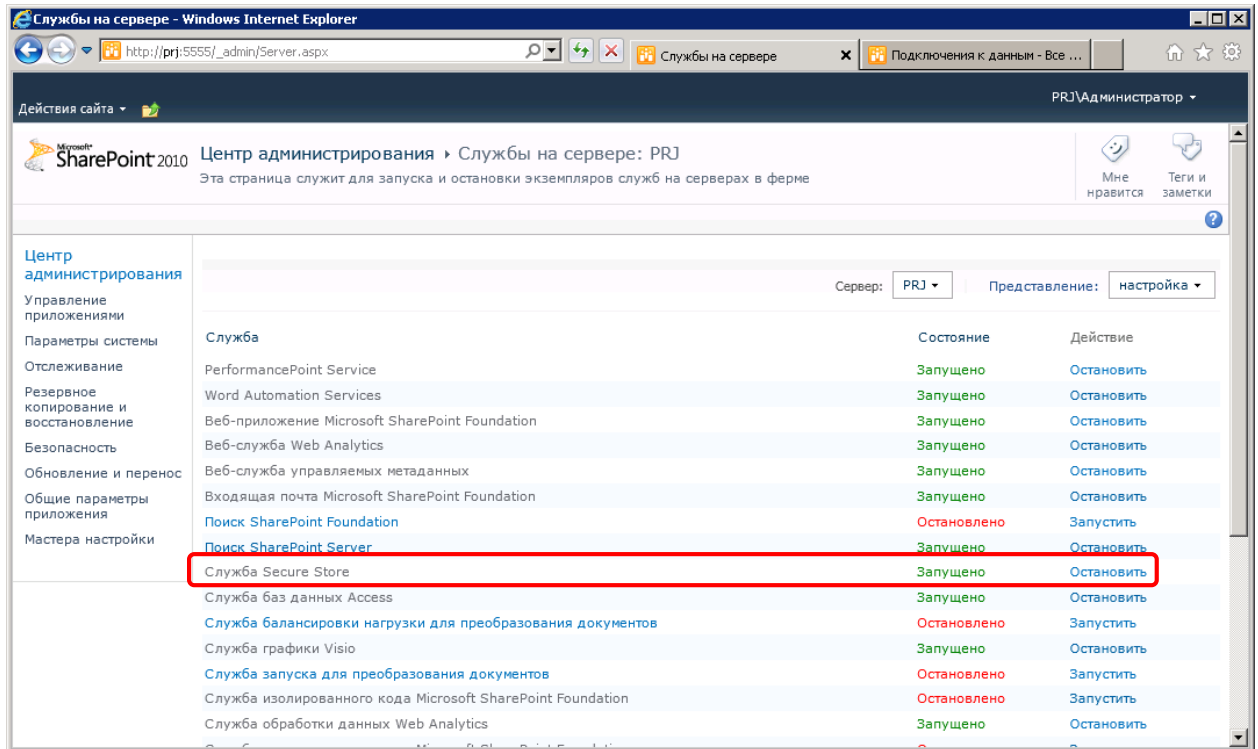 Службы на сервере - Windows Internet Explorer
http://prj:5555/_admin/Server.aspx
Службы на сервере
Подключения к данным - Все ...
Действия сайта
PRJ\Администратор
Microsoft
SharePoint 2010
Центр администрирования Службы на сервере: PRJ
Эта страница служит для запуска и остановки экземпляров служб на серверах в ферме
Мне нравится
Теги и заметки
Центр
администрирования
Управление
приложениями
Параметры системы
Отслеживание
Резервное
копирование и
восстановление
Безопасность
Обновление и перенос
Общие параметры
приложения
Мастера настройки
Сервер: PRJ Представление: настройка
Служба Состояние Действие
PerformancePoint Service Запущено Остановить
Word Automation Services Запущено Остановить
Веб-приложение Microsoft SharePoint Foundation Запущено Остановить
Веб-служба Web Analytics Запущено Остановить
Веб-служба управляемых метаданных Запущено Остановить
Входящая почта Microsoft SharePoint Foundation Запущено Остановить
Поиск SharePoint Foundation Остановлено Запустить
Поиск SharePoint Server Запущено Остановить
Служба Secure Store Запущено Остановить
Служба баз данных Access Запущено Остановить
Служба балансировки нагрузки для преобразования документов Остановлено Запустить
Служба графики Visio Запущено Остановить
Служба запуска для преобразования документов Остановлено Запустить
Служба изолированного кода Microsoft SharePoint Foundation Остановлено Запустить
Служба обработки данных Web Analytics Запущено Остановить